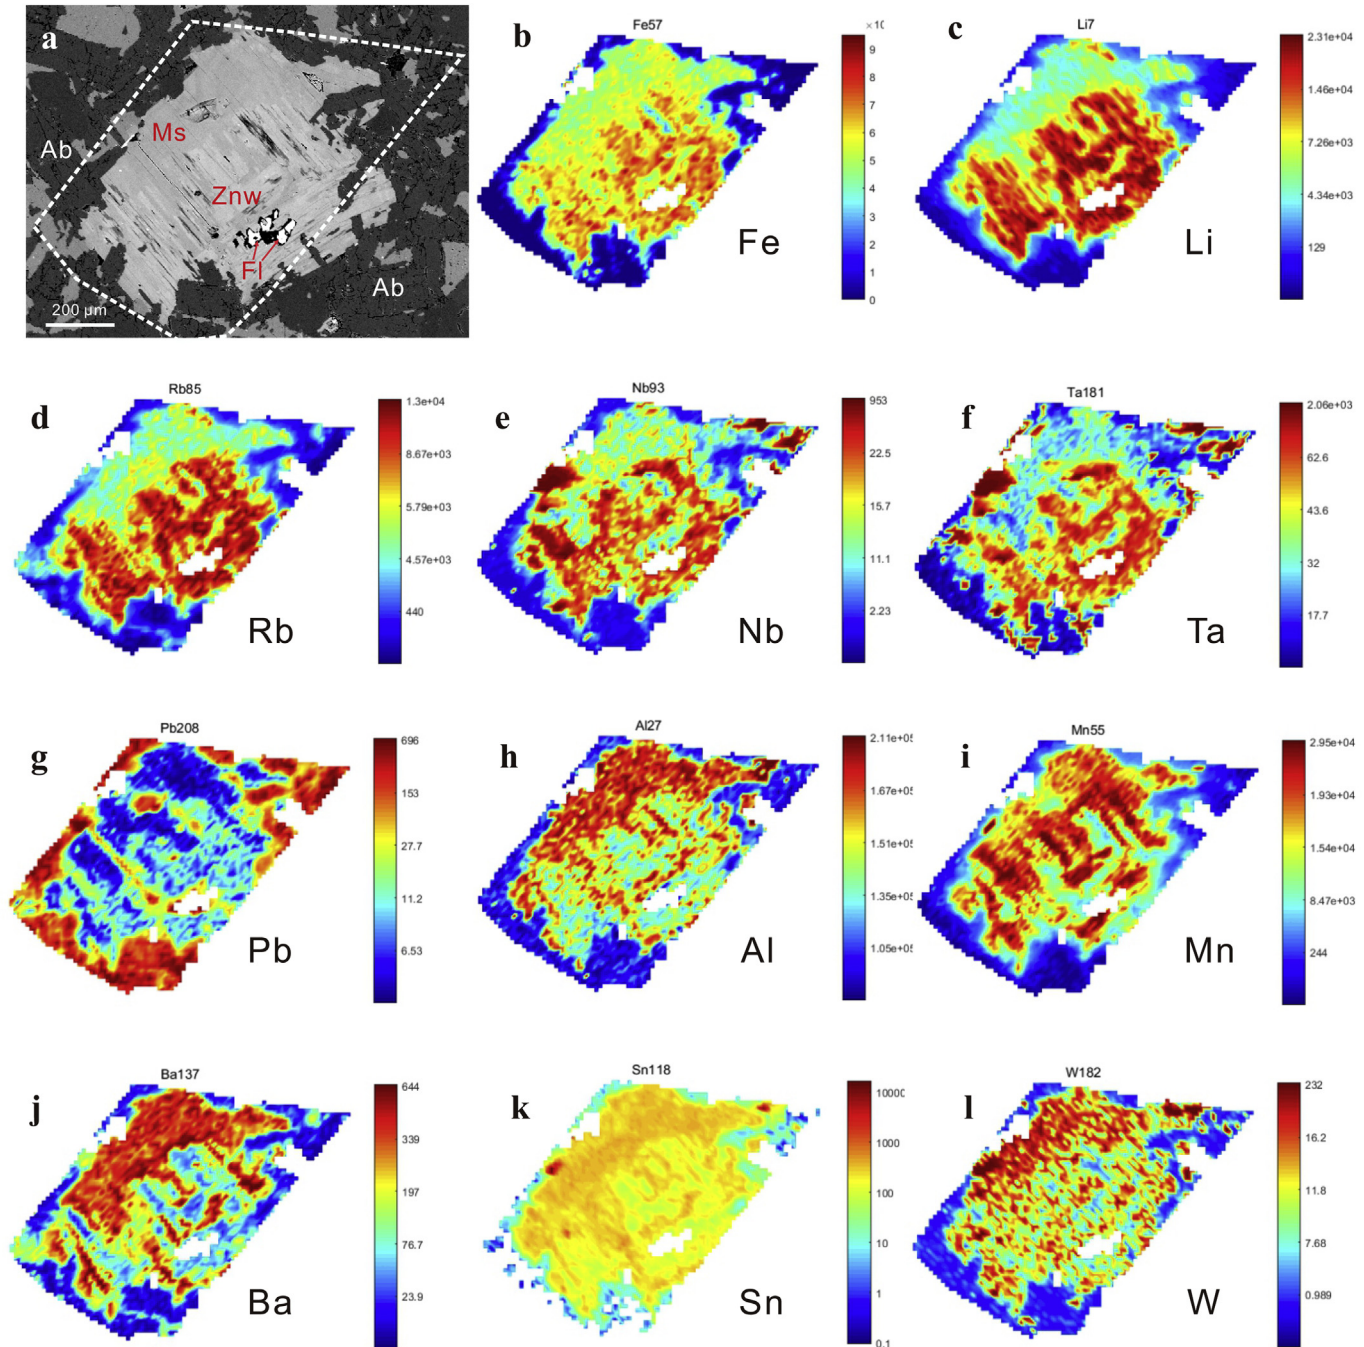 a
Ms
Ab
Znw
Fl
Ab
200 µm
b
Fe57
×10
9
8
7
6
5
4
3
2
1
0
Fe
c
Li7
2.31e+04
1.46e+04
7.26e+03
4.34e+03
129
Li
d
Rb85
1.3e+04
8.67e+03
5.79e+03
4.57e+03
440
Rb
e
Nb93
953
22.5
15.7
11.1
2.23
Nb
f
Ta181
2.06e+03
62.6
43.6
32
17.7
Ta
g
Pb208
696
153
27.7
11.2
6.53
Pb
h
Al27
2.11e+05
1.67e+05
1.51e+05
1.35e+05
1.05e+05
Al
i
Mn55
2.95e+04
1.93e+04
1.54e+04
8.47e+03
244
Mn
j
Ba137
644
339
197
76.7
23.9
Ba
k
Sn118
10000
1000
100
10
1
0.1
Sn
l
W182
232
16.2
11.8
7.68
0.989
W